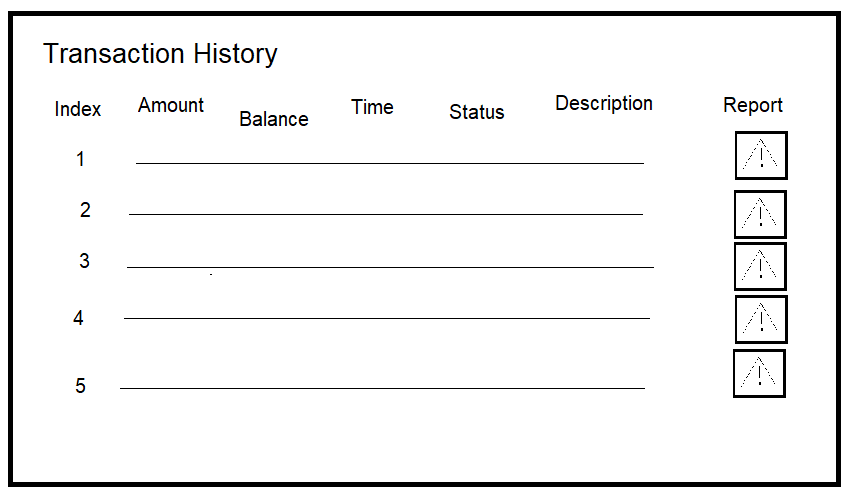 Transaction History
Index Amount Balance Time Status Description Report
1
2
3
4
5